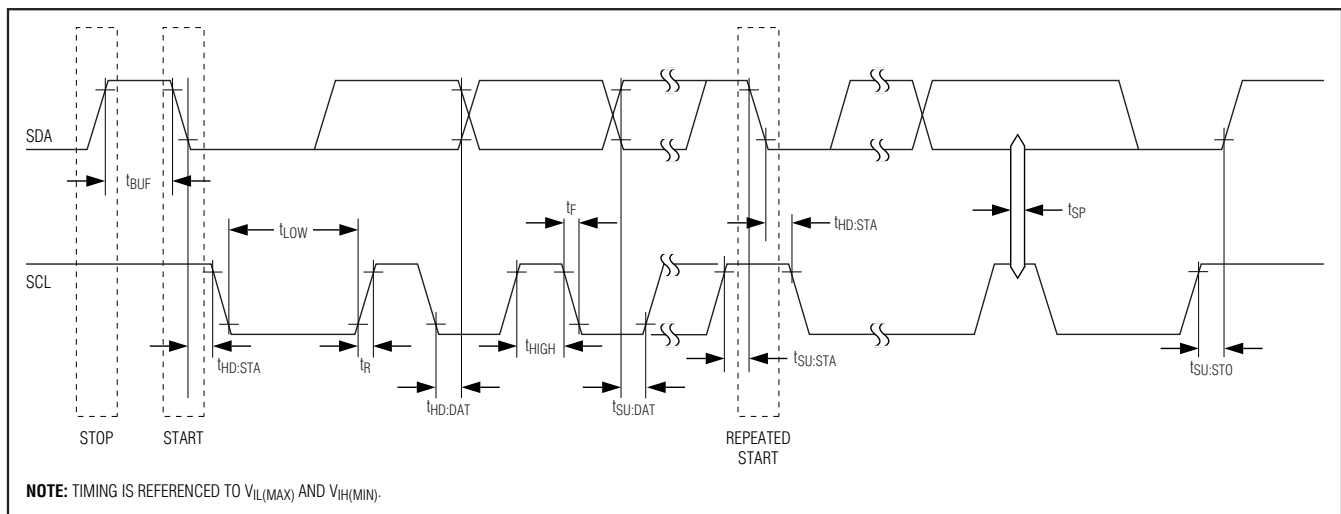 SDA
tBUF
tLOW
tF
tHD:STA
tSP
SCL
tHD:STA
tR
tHD:DAT
tHIGH
tSU:DAT
tSU:STA
tSU:STO
STOP
START
REPEATED
START
NOTE: TIMING IS REFERENCED TO VIL(MAX) AND VIH(MIN).